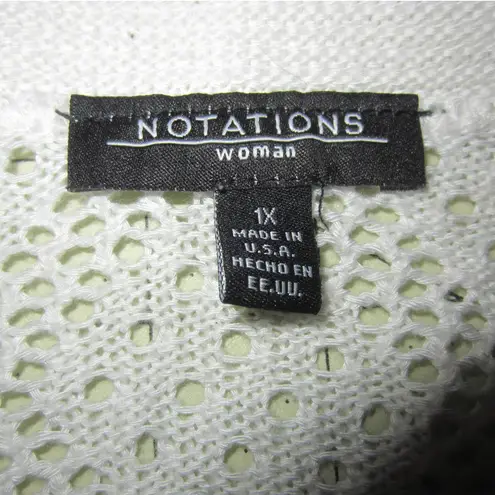 NOTATIONS
woman
1X
MADE IN
U.S.A.
HECHO EN
EE.UU.